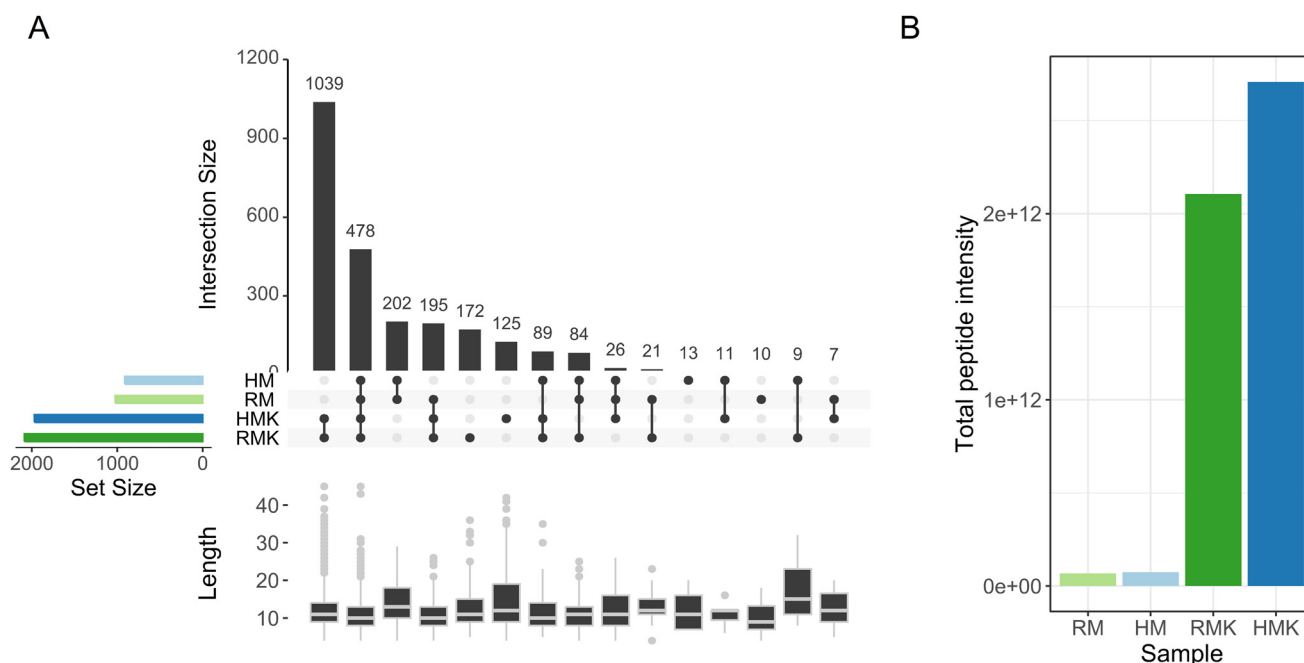 A
B
1200
900
600
300
0
Intersection Size
1039
478
202
195
172
125
89
84
26
21
13
11
10
9
7
HM
RM
HMK
RMK
2000
1000
0
Set Size
40
30
20
10
Length
2e+12
1e+12
0e+00
Total peptide intensity
RM
HM
RMK
HMK
Sample